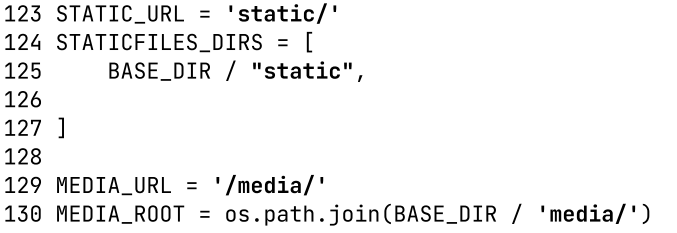 123 STATIC_URL = 'static/'
124 STATICFILES_DIRS = [
125     BASE_DIR / "static",
126
127 ]
128
129 MEDIA_URL = '/media/'
130 MEDIA_ROOT = os.path.join(BASE_DIR / 'media/')